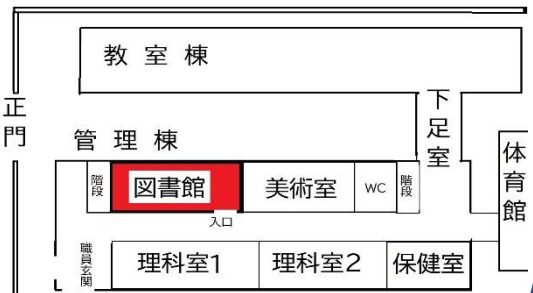 教室棟
正門
下足室
管理棟
体育館
階段
図書館
美術室
WC
階段
入口
職員玄関
理科室1
理科室2
保健室